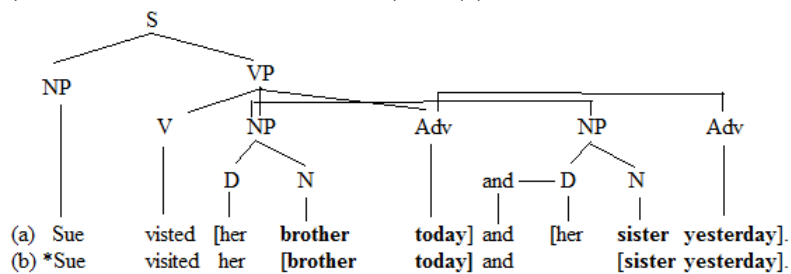 S
NP VP
V NP Adv NP Adv
D N and D N
(a) Sue visted [her brother today] and [her sister yesterday].
(b) *Sue visited her [brother today] and [sister yesterday].